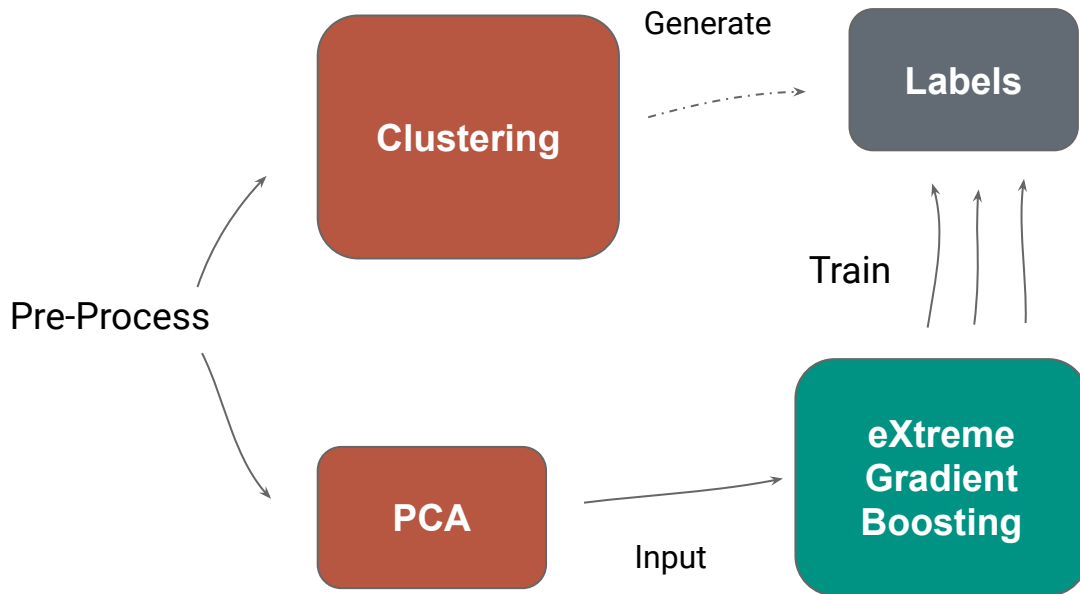 Generate
Labels
Clustering
Train
Pre-Process
eXtreme
Gradient
Boosting
PCA
Input